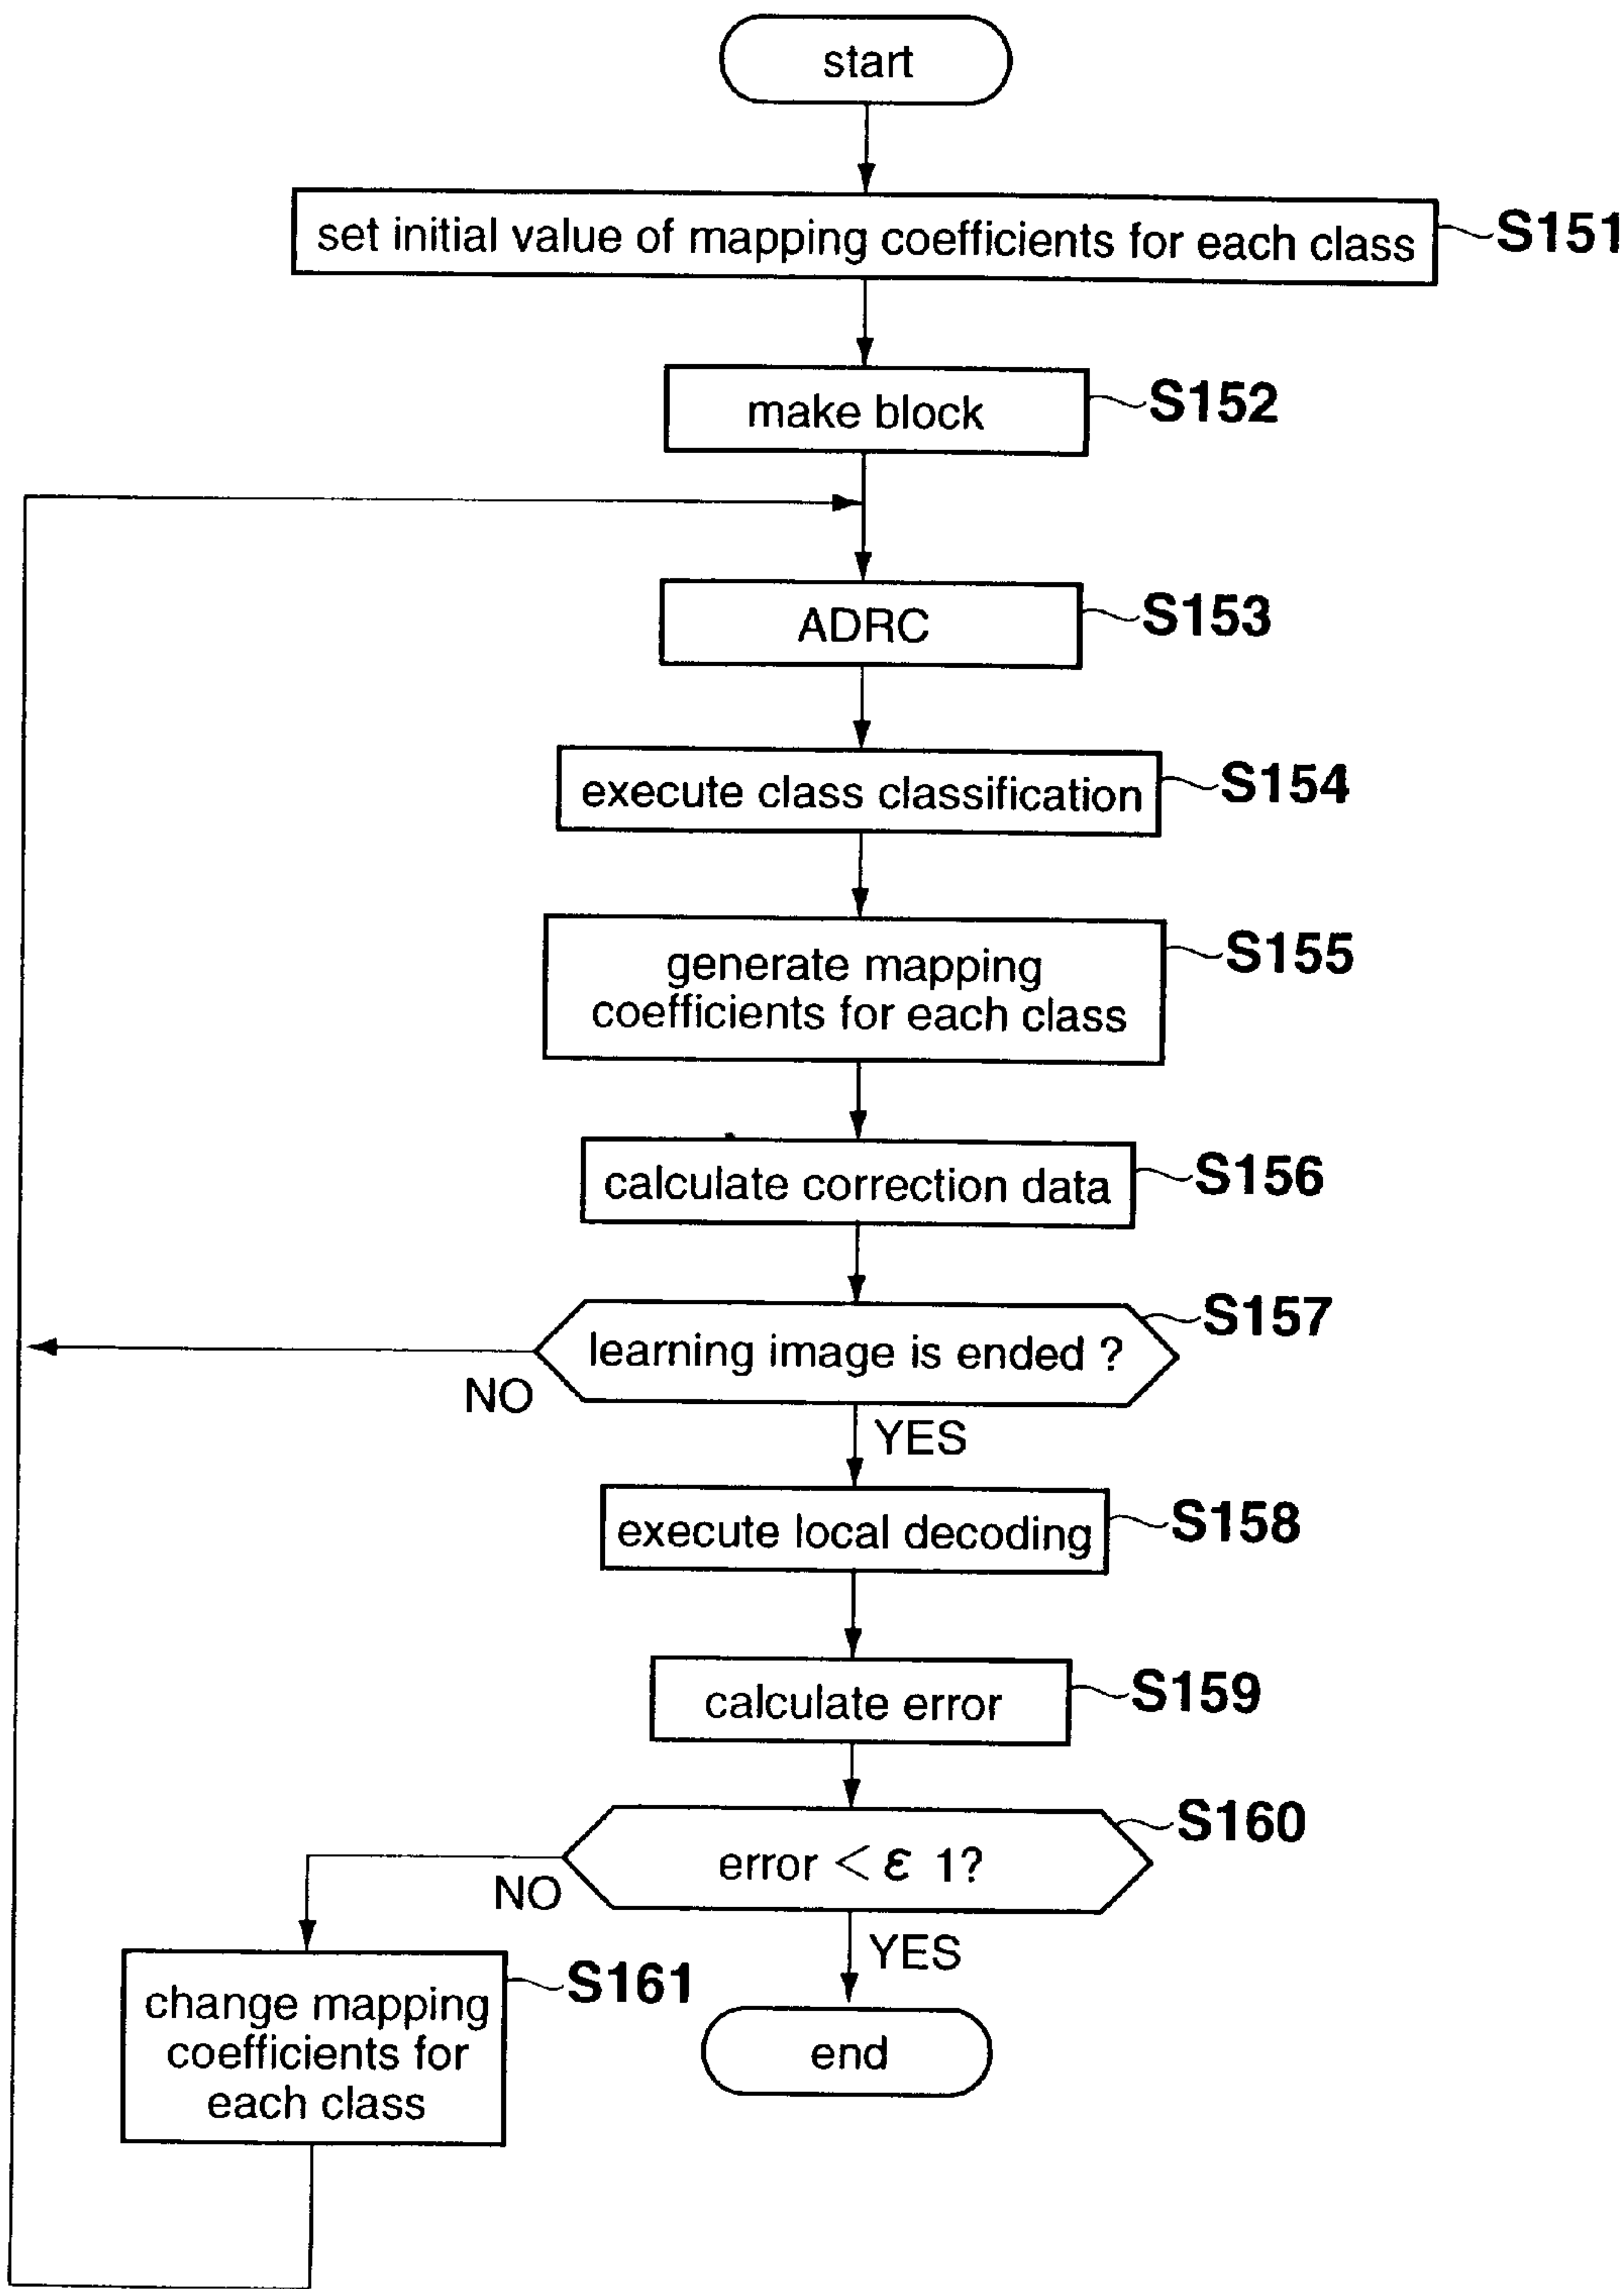 start
set initial value of mapping coefficients for each class
S151
make block
S152
ADRC
S153
execute class classification
S154
generate mapping
coefficients for each class
S155
calculate correction data
S156
learning image is ended ?
S157
NO
YES
execute local decoding
S158
calculate error
S159
error < ε 1?
S160
NO
YES
change mapping
coefficients for
each class
S161
end